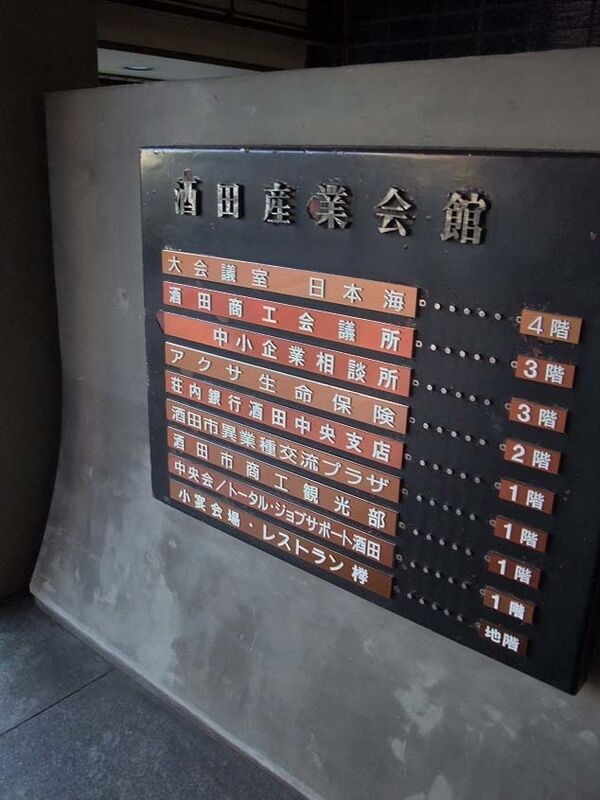 酒田産業会館
大会議室 日本海 4階
酒田商工会議所 3階
中小企業相談所 3階
アクサ生命保険 2階
荘内銀行酒田中央支店 1階
酒田市異業種交流プラザ 1階
酒田市商工観光部 1階
中央会/トータル・ジョブサポート酒田 1階
小宴会場・レストラン欅 地階